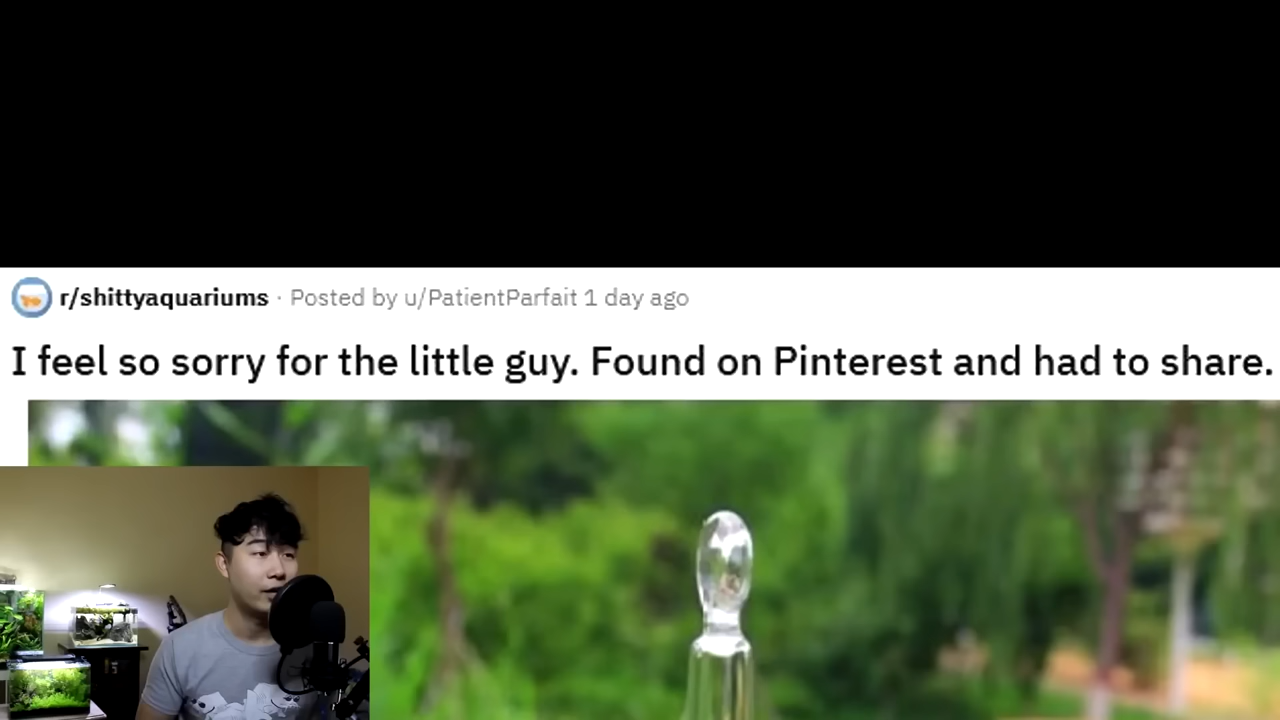 r/shittyaquariums · Posted by u/PatientParfait 1 day ago
I feel so sorry for the little guy. Found on Pinterest and had to share.